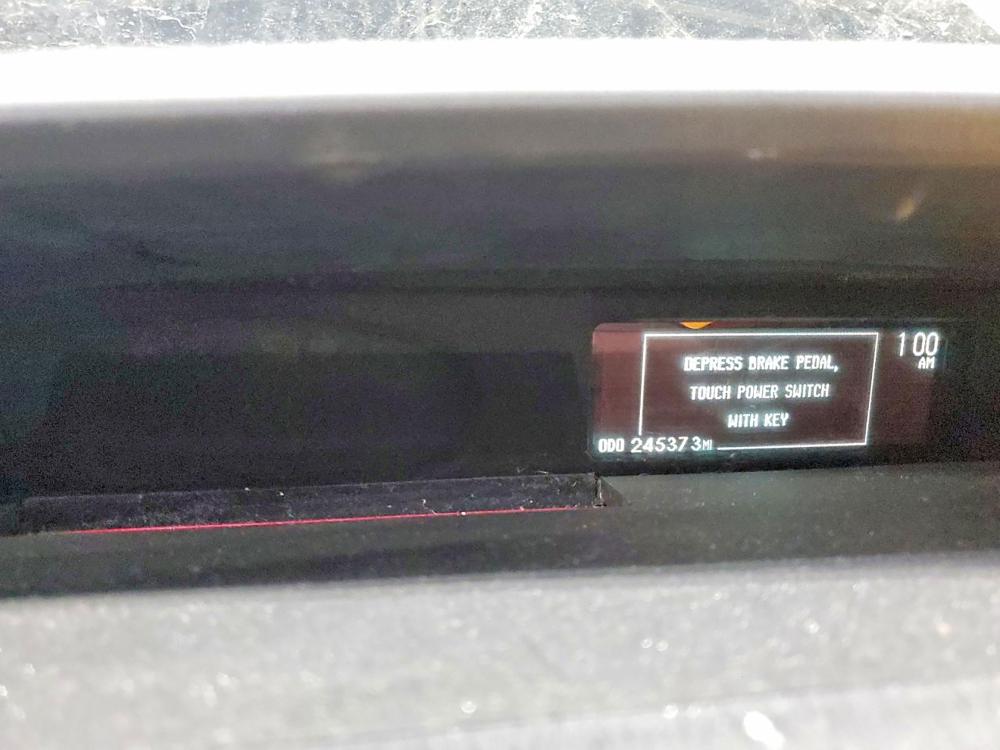 DEPRESS BRAKE PEDAL,
TOUCH POWER SWITCH
WITH KEY
1 00
AM
ODO 245373 MI